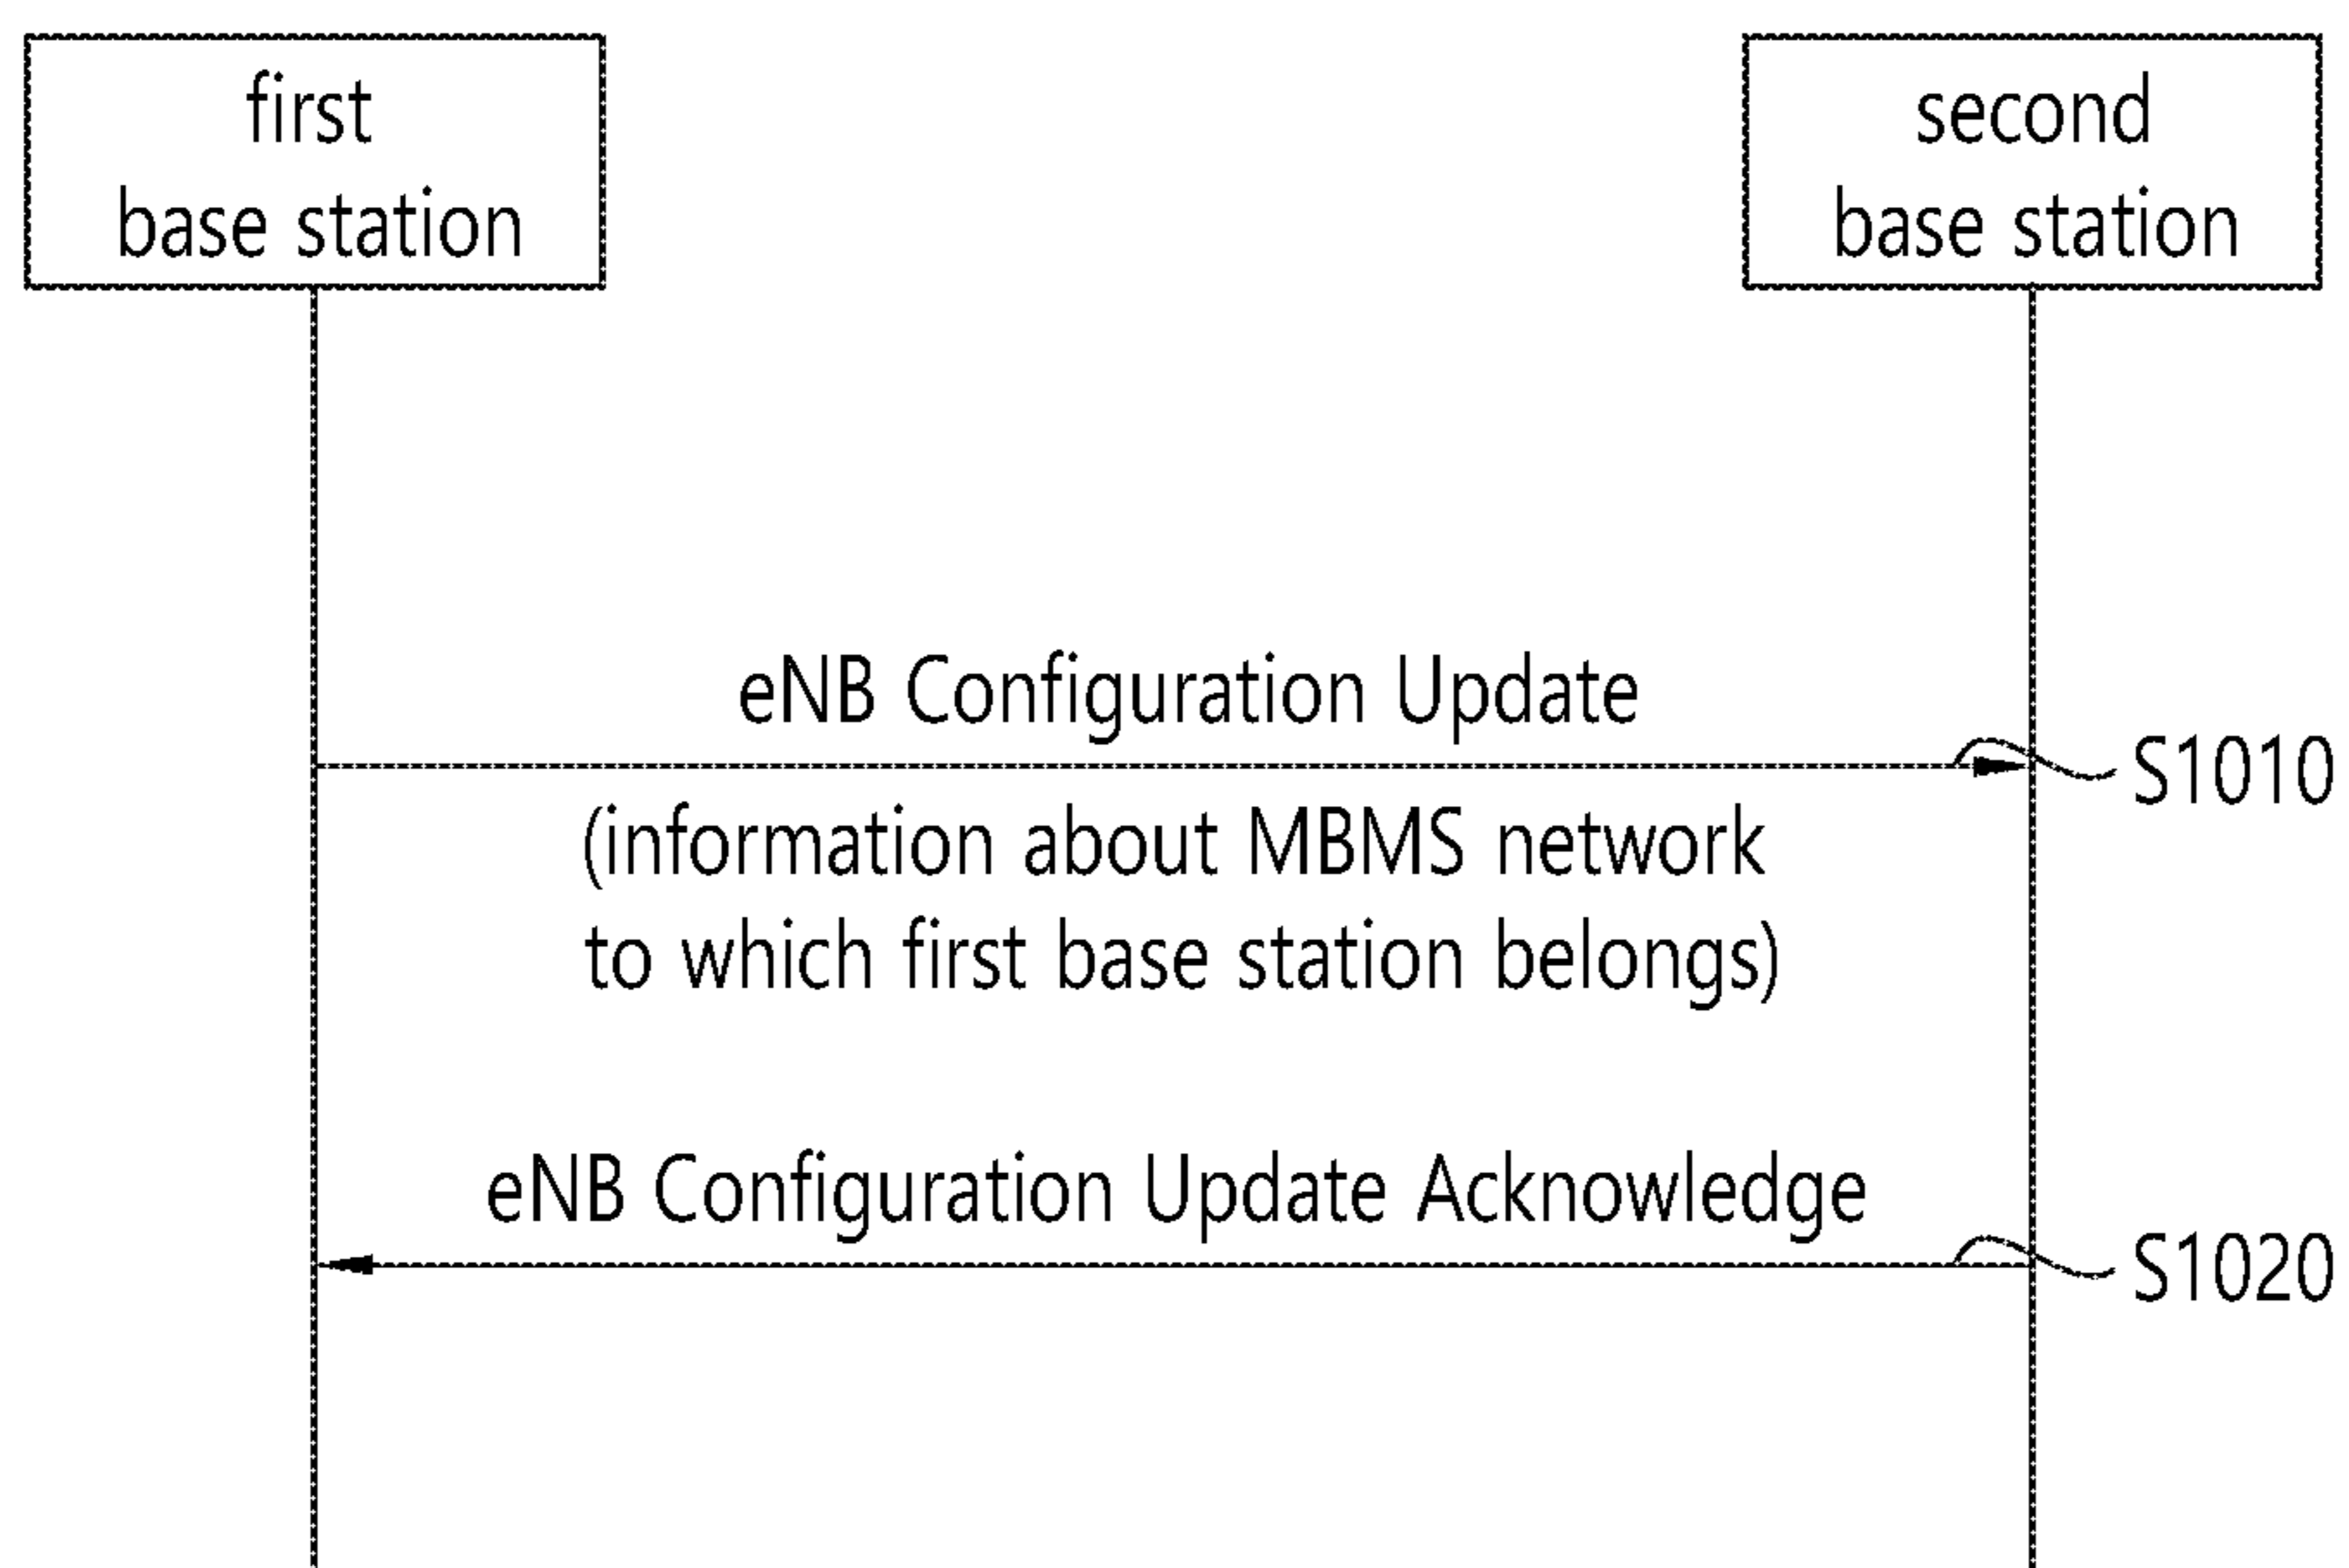 first
base station
second
base station
eNB Configuration Update
S1010
(information about MBMS network
to which first base station belongs)
eNB Configuration Update Acknowledge
S1020